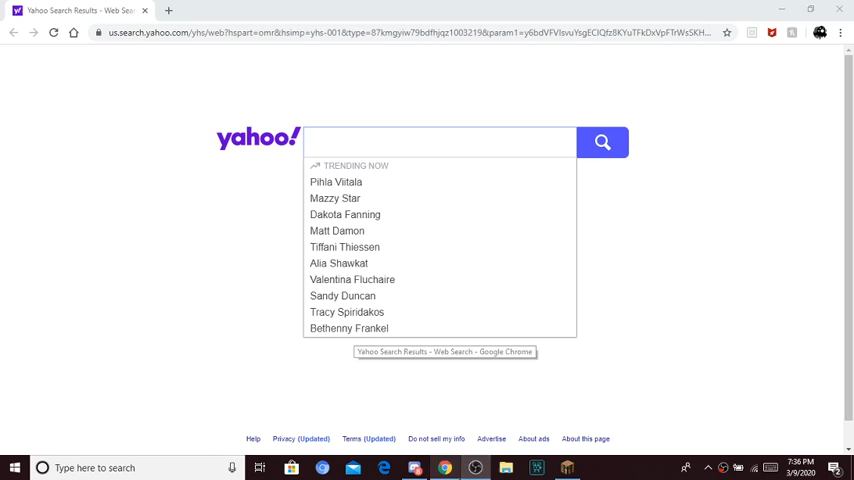 Yahoo Search Results - Web Sear
us.search.yahoo.com/yhs/web?hspart=omr&hsimp=yhs-001&type=
yahoo!
TRENDING NOW
Pihla Viitala
Mazzy Star
Dakota Fanning
Matt Damon
Tiffani Thiessen
Alia Shawkat
Valentina Fluchaire
Sandy Duncan
Tracy Spiridakos
Bethenny Frankel
Yahoo Search Results - Web Search - Google Chrome
Help Privacy (Updated) Terms (Updated) Do not sell my info Advertise About ads About this page
Type here to search
7:36 PM
3/9/2020
2